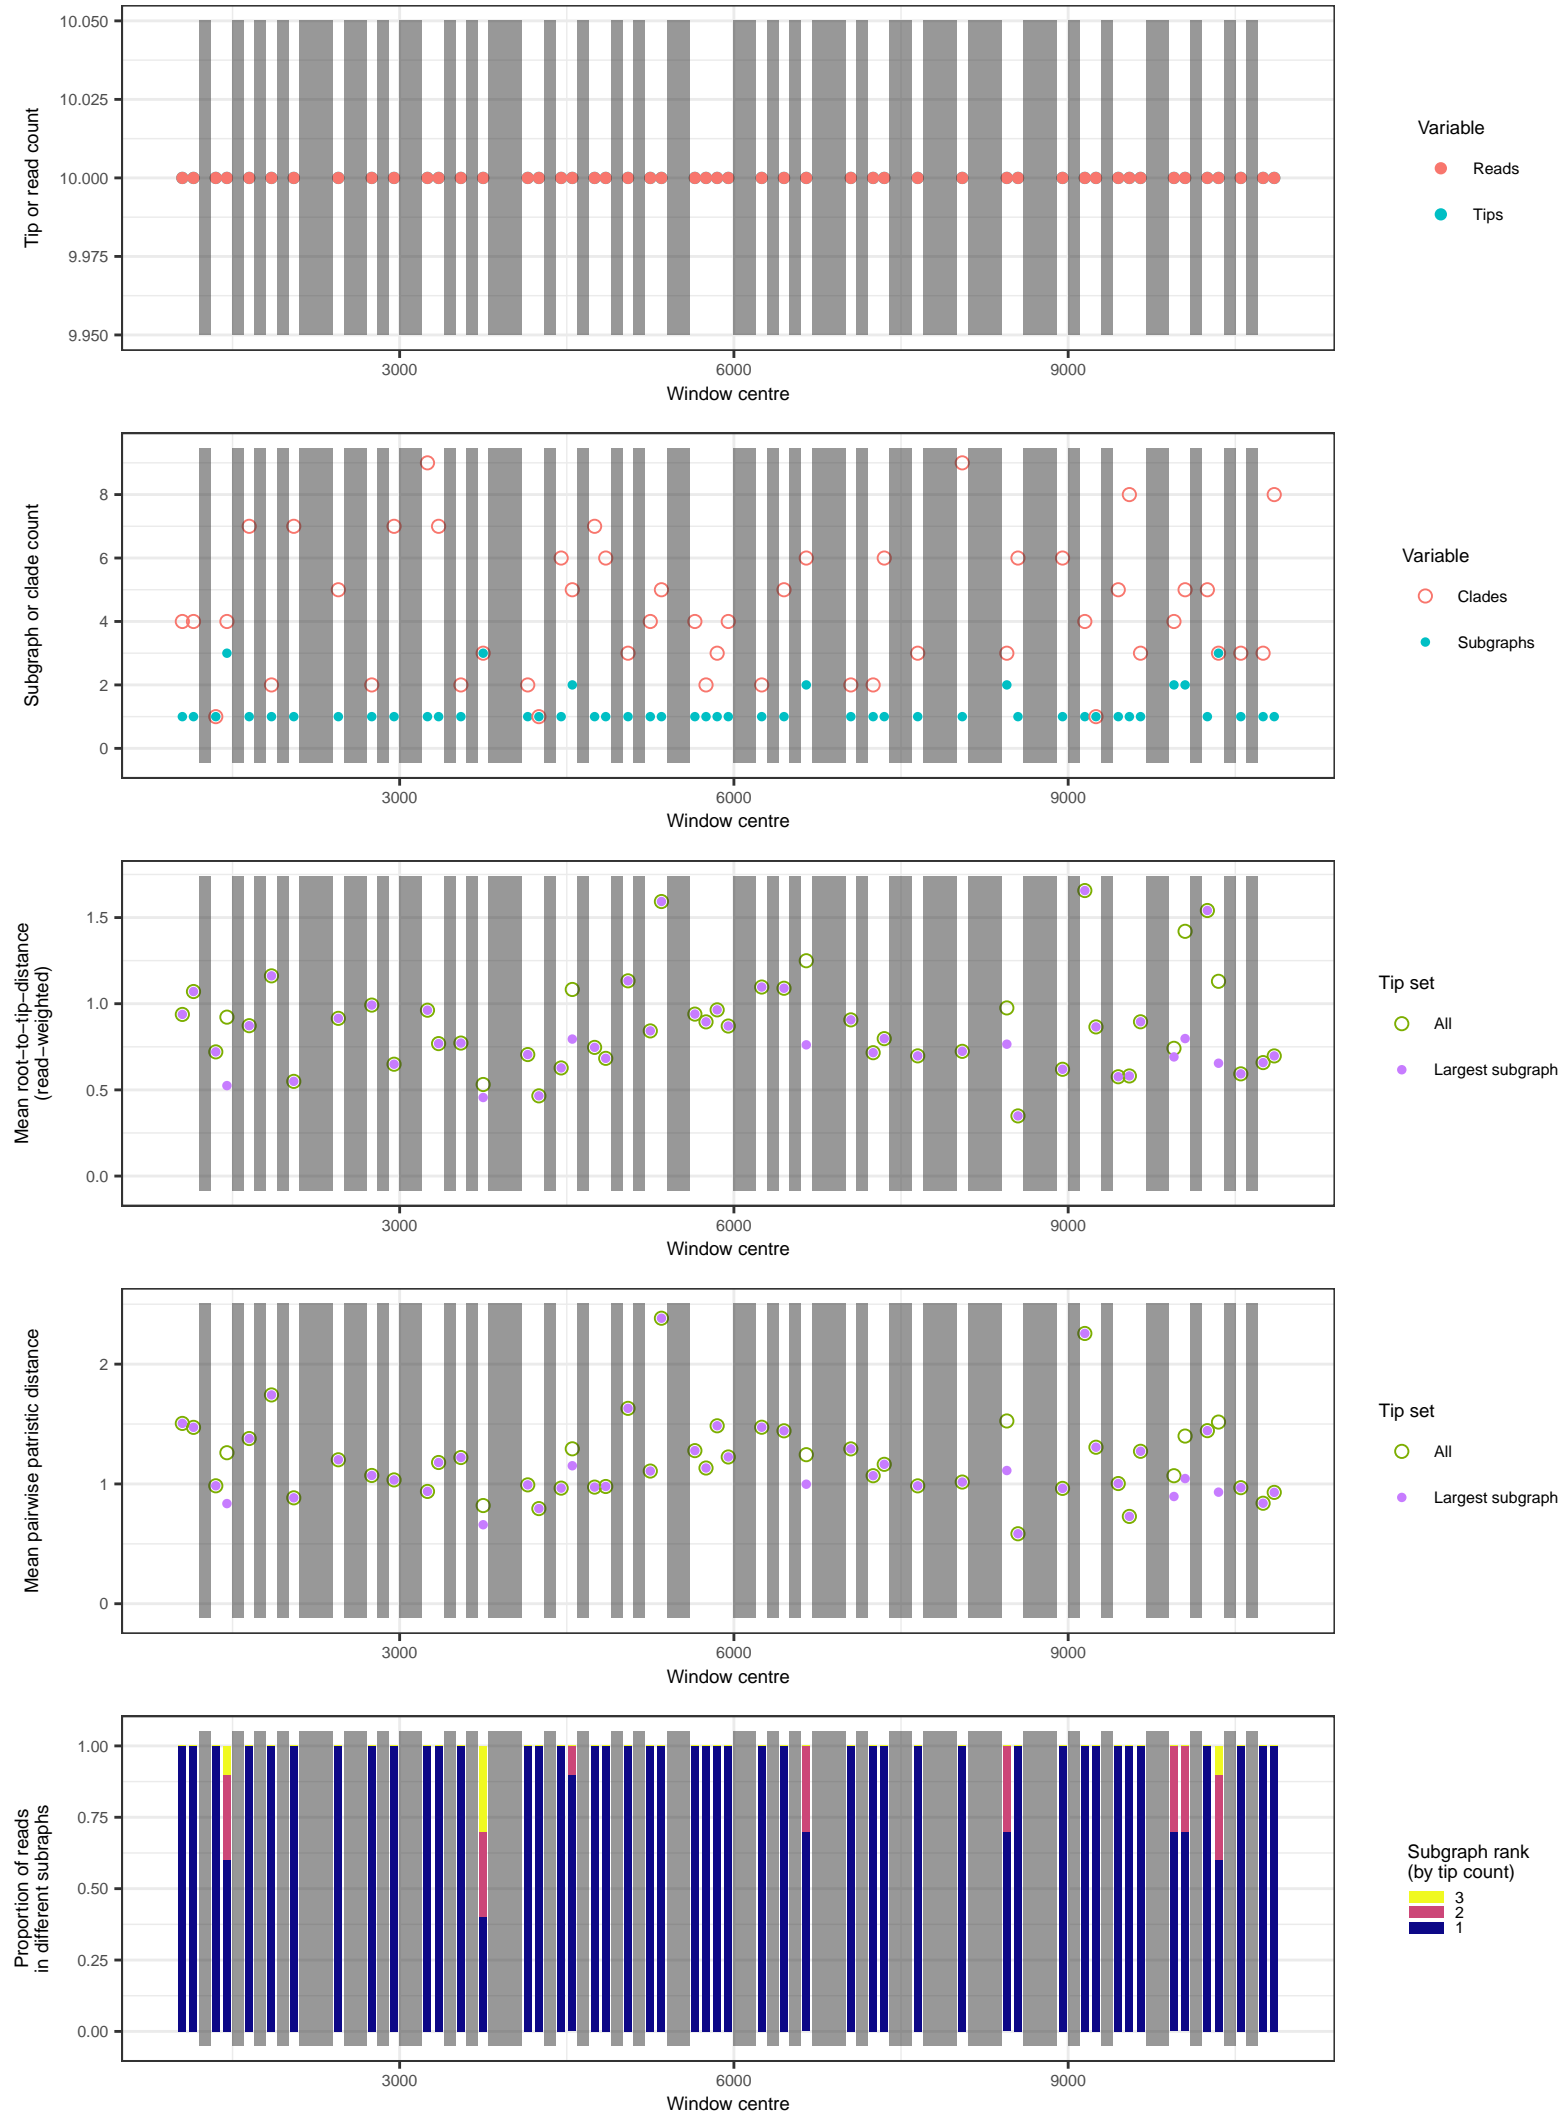 10.050
10.025
10.000
9.975
9.950
Tip or read count
3000 6000 9000
Window centre
Variable
Reads
Tips
8
6
4
2
0
Subgraph or clade count
3000 6000 9000
Window centre
Variable
Clades
Subgraphs
1.5
1.0
0.5
0.0
Mean root−to−tip−distance
(read−weighted)
3000 6000 9000
Window centre
Tip set
All
Largest subgraph
2
1
0
Mean pairwise patristic distance
3000 6000 9000
Window centre
Tip set
All
Largest subgraph
1.00
0.75
0.50
0.25
0.00
Proportion of reads
in different subraphs
3000 6000 9000
Window centre
Subgraph rank
(by tip count)
3
2
1